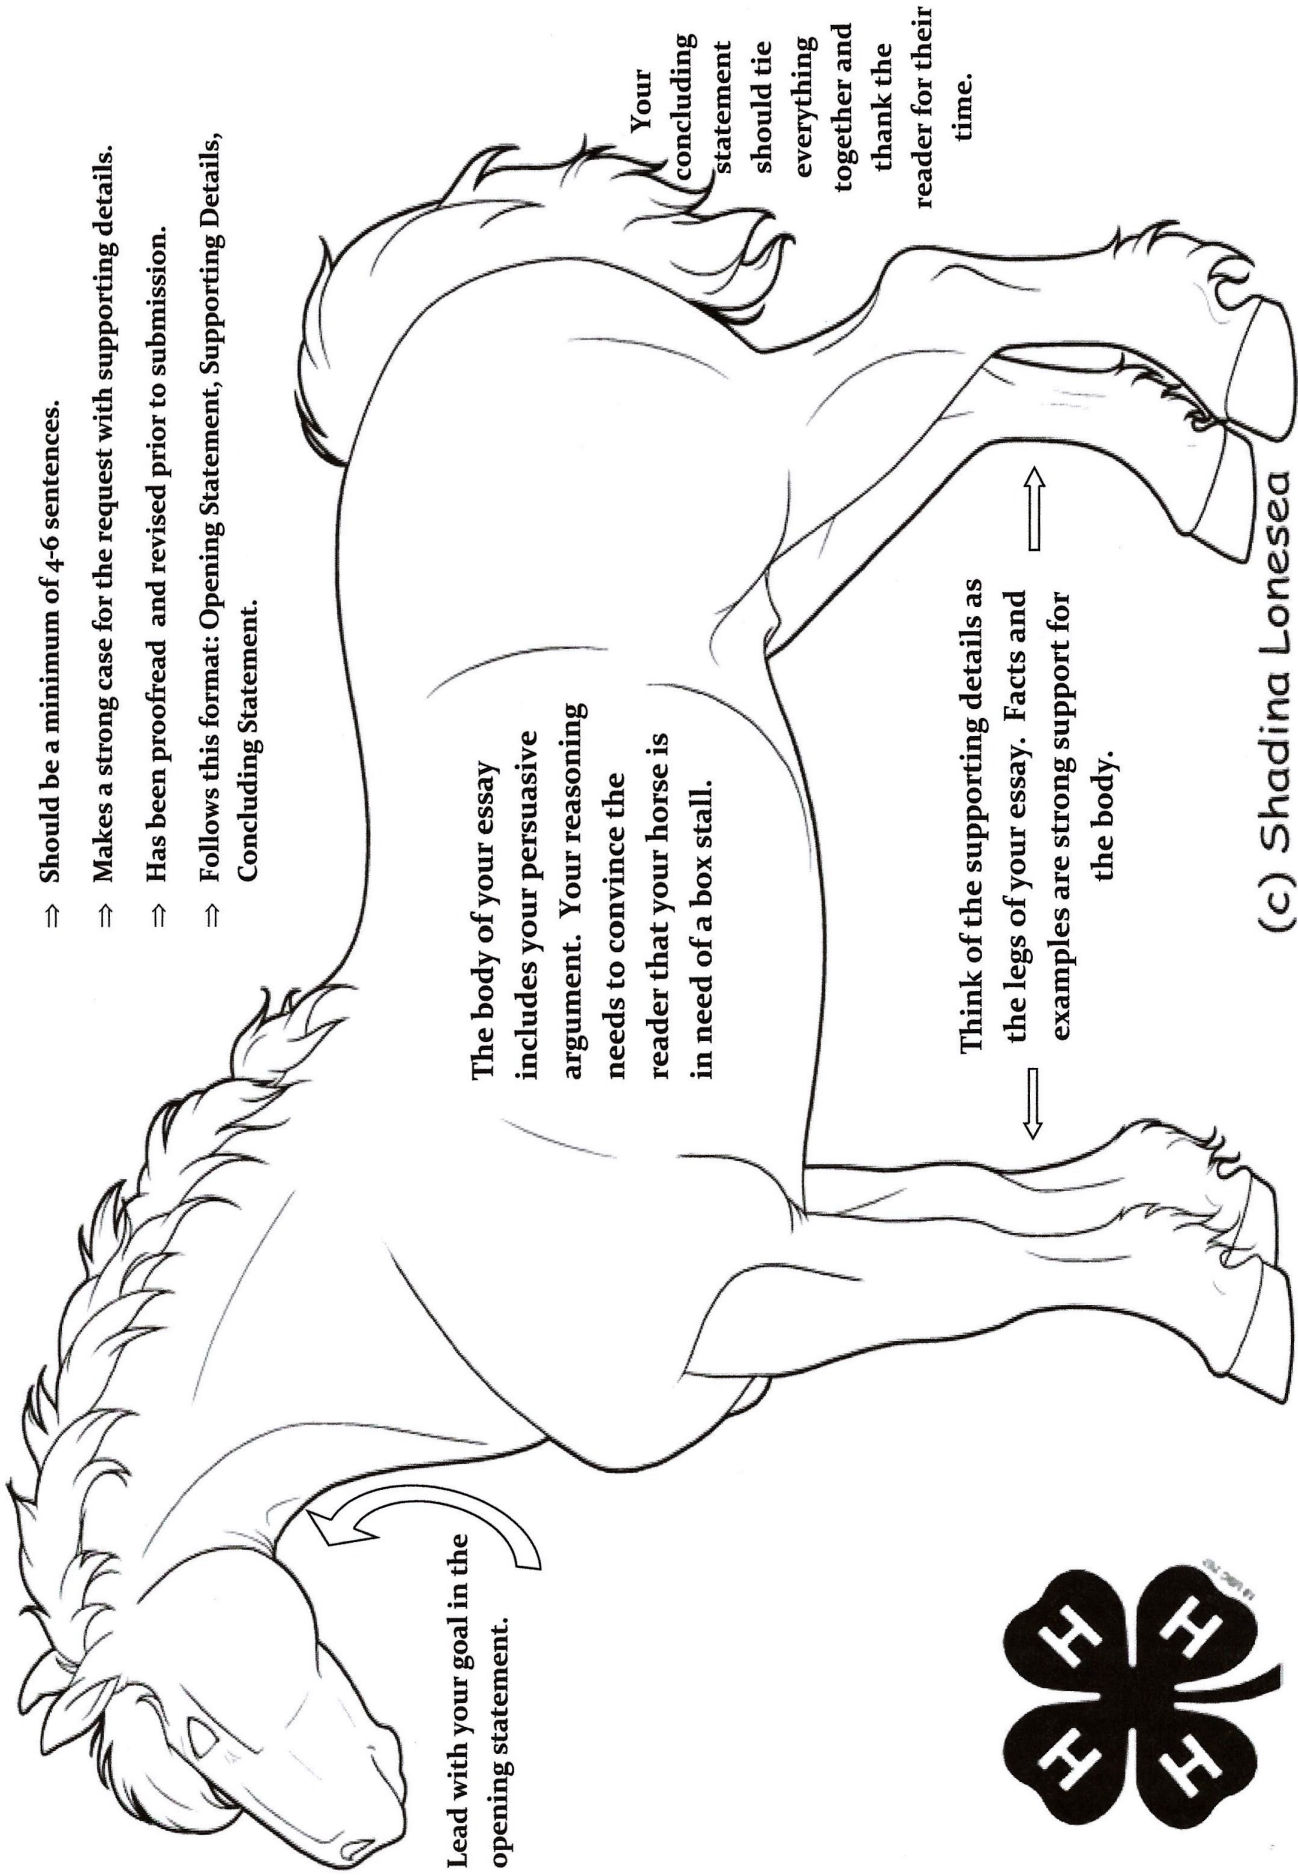 ⇒ Should be a minimum of 4-6 sentences.
⇒ Makes a strong case for the request with supporting details.
⇒ Has been proofread and revised prior to submission.
⇒ Follows this format: Opening Statement, Supporting Details,
Concluding Statement.
Lead with your goal in the
opening statement.
The body of your essay
includes your persuasive
argument. Your reasoning
needs to convince the
reader that your horse is
in need of a box stall.
Your
concluding
statement
should tie
everything
together and
thank the
reader for their
time.
Think of the supporting details as
the legs of your essay. Facts and
examples are strong support for
the body.
H H
H H
(c) Shadina Lonesea